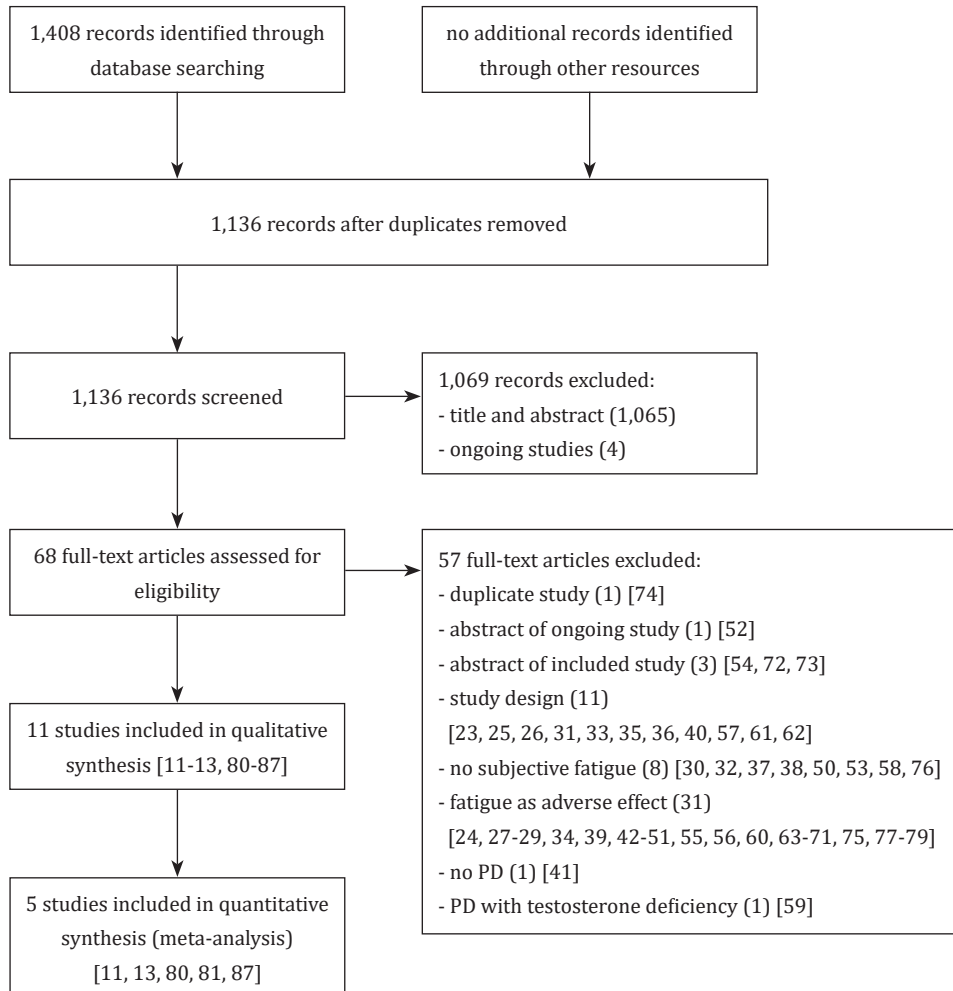 1,408 records identified through
database searching
no additional records identified
through other resources
1,136 records after duplicates removed
1,136 records screened
1,069 records excluded:
- title and abstract (1,065)
- ongoing studies (4)
68 full-text articles assessed for
eligibility
57 full-text articles excluded:
- duplicate study (1) [74]
- abstract of ongoing study (1) [52]
- abstract of included study (3) [54, 72, 73]
- study design (11)
[23, 25, 26, 31, 33, 35, 36, 40, 57, 61, 62]
- no subjective fatigue (8) [30, 32, 37, 38, 50, 53, 58, 76]
- fatigue as adverse effect (31)
[24, 27-29, 34, 39, 42-51, 55, 56, 60, 63-71, 75, 77-79]
- no PD (1) [41]
- PD with testosterone deficiency (1) [59]
11 studies included in qualitative
synthesis [11-13, 80-87]
5 studies included in quantitative
synthesis (meta-analysis)
[11, 13, 80, 81, 87]